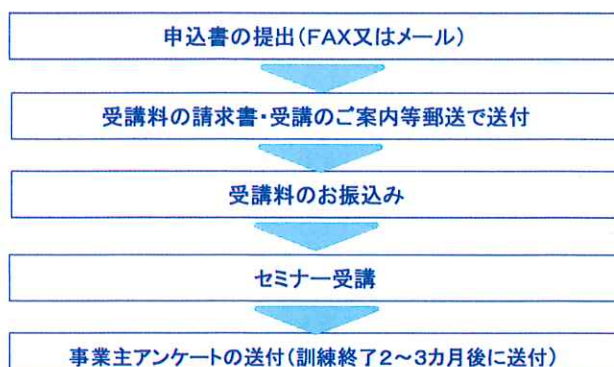 申込書の提出(FAX又はメール)
受講料の請求書・受講のご案内等郵送で送付
受講料のお振込み
セミナー受講
事業主アンケートの送付(訓練終了2～3カ月後に送付)